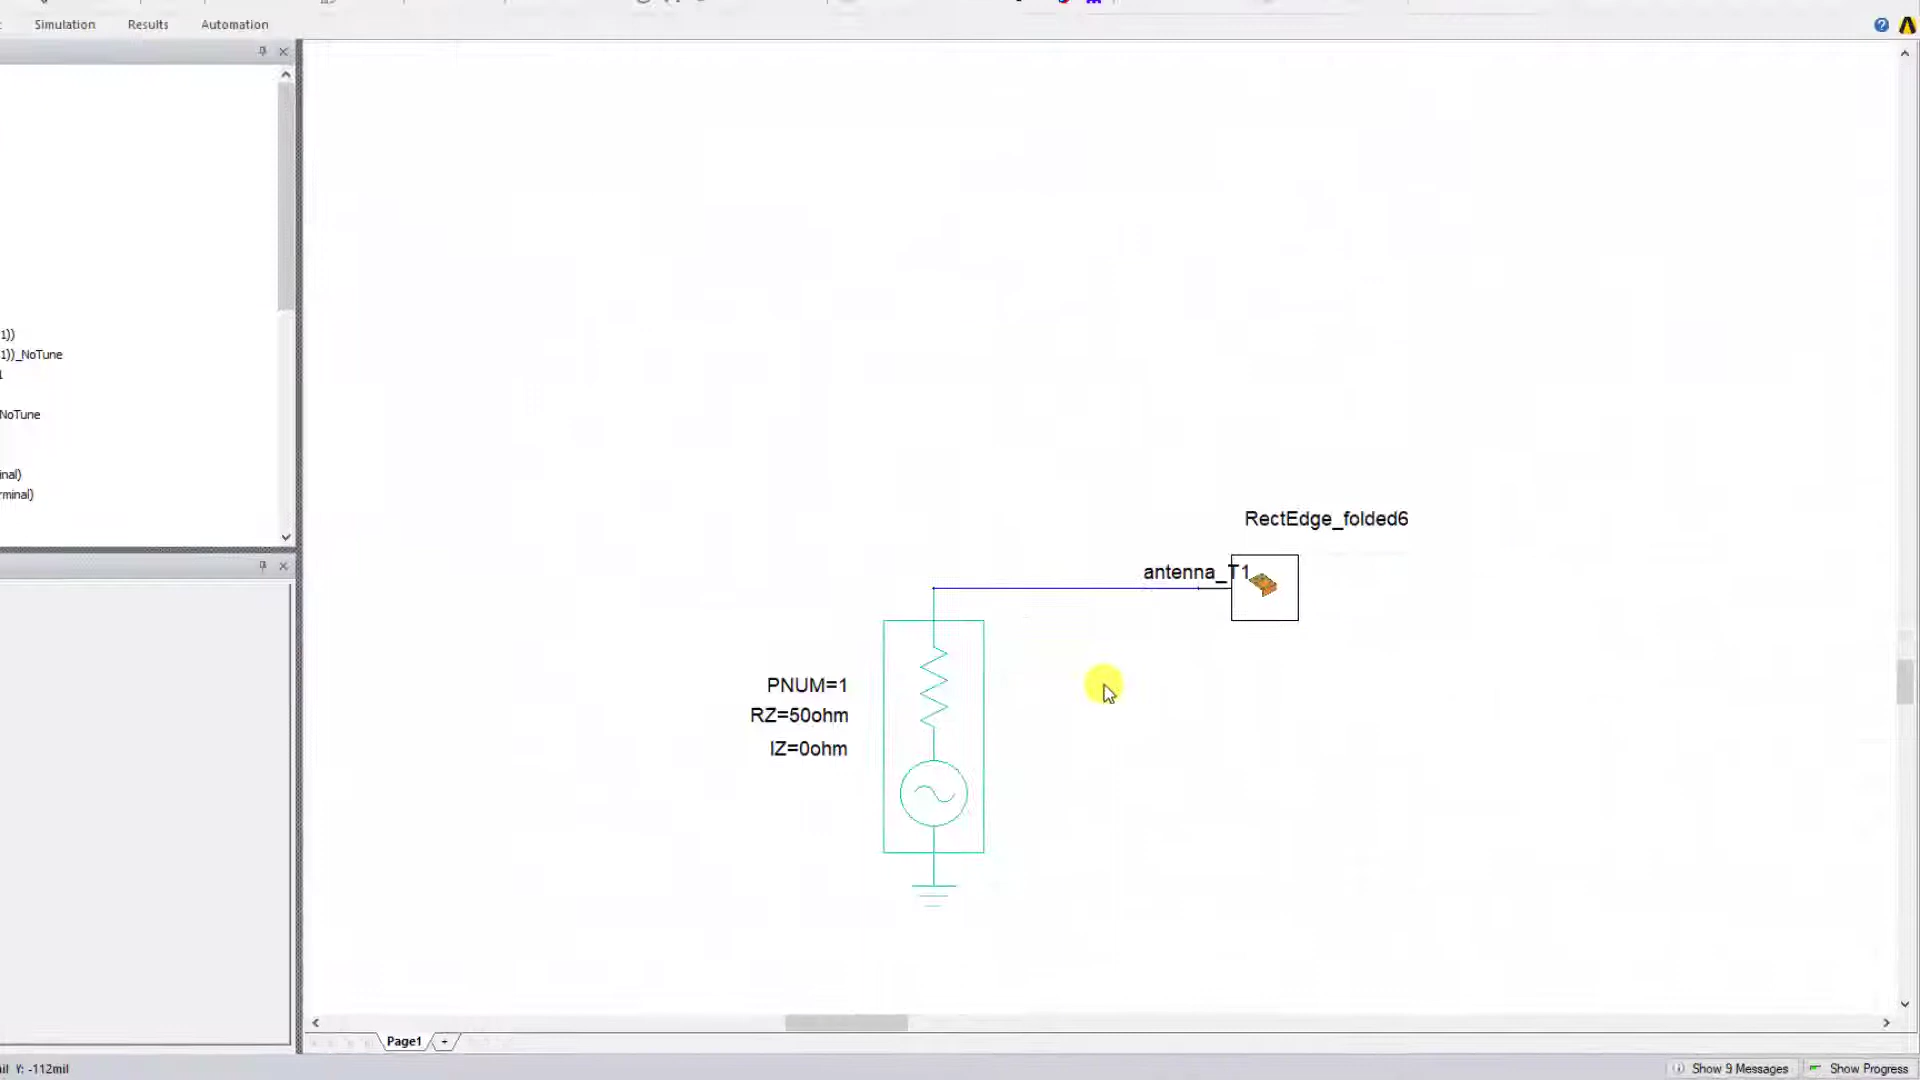 Simulation Results Automation
1))
1))_NoTune
NoTune
inal)
rminal)
RectEdge_folded6
antenna_T1
PNUM=1
RZ=50ohm
IZ=0ohm
Page1 +
il Y: -112mil
Show 9 Messages
Show Progress